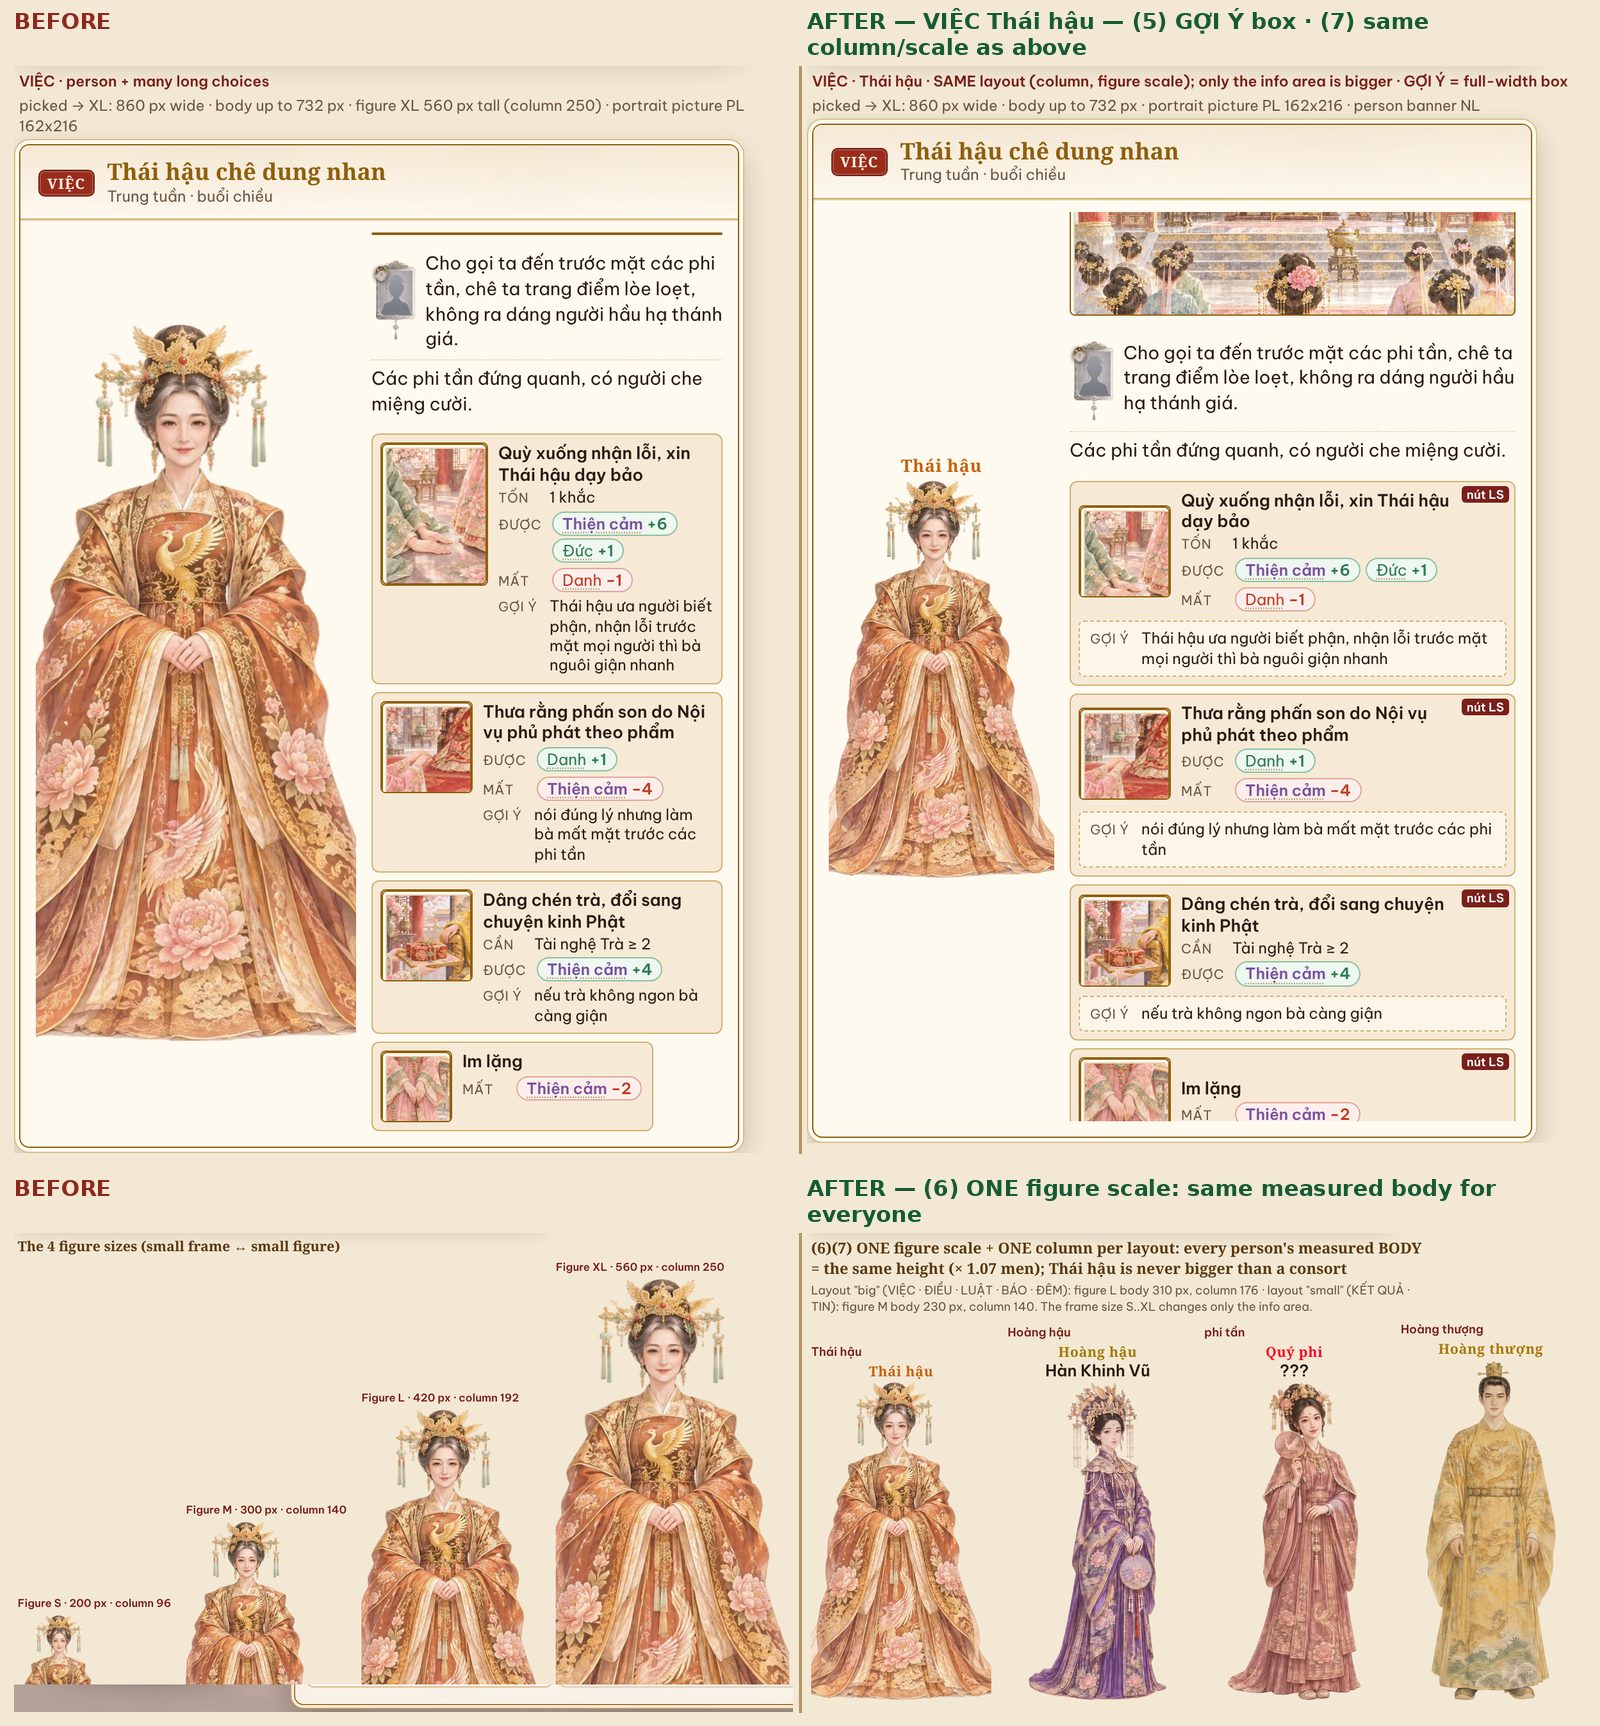 BEFORE
VIỆC · person + many long choices
picked → XL: 860 px wide · body up to 732 px · figure XL 560 px tall (column 250) · portrait picture PL
162x216
VIỆC
Thái hậu chê dung nhan
Trung tuần · buổi chiều
Cho gọi ta đến trước mặt các phi
tần, chê ta trang điểm lòe loẹt,
không ra dáng người hầu hạ thánh
giá.
Các phi tần đứng quanh, có người che
miệng cười.
Quỳ xuống nhận lỗi, xin
Thái hậu dạy bảo
TỐN 1 khắc
ĐƯỢC Thiện cảm +6
Đức +1
MẤT Danh −1
GỢI Ý Thái hậu ưa người biết
phận, nhận lỗi trước
mặt mọi người thì bà
nguôi giận nhanh
Thưa rằng phấn son do Nội
vụ phủ phát theo phẩm
ĐƯỢC Danh +1
MẤT Thiện cảm −4
GỢI Ý nói đúng lý nhưng làm
bà mất mặt trước các
phi tần
Dâng chén trà, đổi sang
chuyện kinh Phật
CẦN Tài nghệ Trà ≥ 2
ĐƯỢC Thiện cảm +4
GỢI Ý nếu trà không ngon bà
càng giận
Im lặng
MẤT Thiện cảm −2
AFTER — VIỆC Thái hậu — (5) GỢI Ý box · (7) same
column/scale as above
VIỆC · Thái hậu · SAME layout (column, figure scale); only the info area is bigger · GỢI Ý = full-width box
picked → XL: 860 px wide · body up to 732 px · portrait picture PL 162x216 · person banner NL
VIỆC
Thái hậu chê dung nhan
Trung tuần · buổi chiều
Cho gọi ta đến trước mặt các phi tần, chê ta
trang điểm lòe loẹt, không ra dáng người hầu
hạ thánh giá.
Các phi tần đứng quanh, có người che miệng cười.
Thái hậu
nút LS
Quỳ xuống nhận lỗi, xin Thái hậu
dạy bảo
TỐN 1 khắc
ĐƯỢC Thiện cảm +6 Đức +1
MẤT Danh −1
GỢI Ý Thái hậu ưa người biết phận, nhận lỗi trước mặt
mọi người thì bà nguôi giận nhanh
nút LS
Thưa rằng phấn son do Nội vụ
phủ phát theo phẩm
ĐƯỢC Danh +1
MẤT Thiện cảm −4
GỢI Ý nói đúng lý nhưng làm bà mất mặt trước các phi
tần
nút LS
Dâng chén trà, đổi sang chuyện
kinh Phật
CẦN Tài nghệ Trà ≥ 2
ĐƯỢC Thiện cảm +4
GỢI Ý nếu trà không ngon bà càng giận
nút LS
Im lặng
MẤT Thiện cảm −2
BEFORE
The 4 figure sizes (small frame ↔ small figure)
Figure XL · 560 px · column 250
Figure L · 420 px · column 192
Figure M · 300 px · column 140
Figure S · 200 px · column 96
AFTER — (6) ONE figure scale: same measured body for
everyone
(6)(7) ONE figure scale + ONE column per layout: every person's measured BODY
= the same height (× 1.07 men); Thái hậu is never bigger than a consort
Layout "big" (VIỆC · ĐIỀU · LUẬT · BÁO · ĐÊM): figure L body 310 px, column 176 · layout "small" (KẾT QUẢ ·
TIN): figure M body 230 px, column 140. The frame size S..XL changes only the info area.
Thái hậu
Thái hậu
Hoàng hậu
Hoàng hậu
Hàn Khinh Vũ
phi tần
Quý phi
???
Hoàng thượng
Hoàng thượng